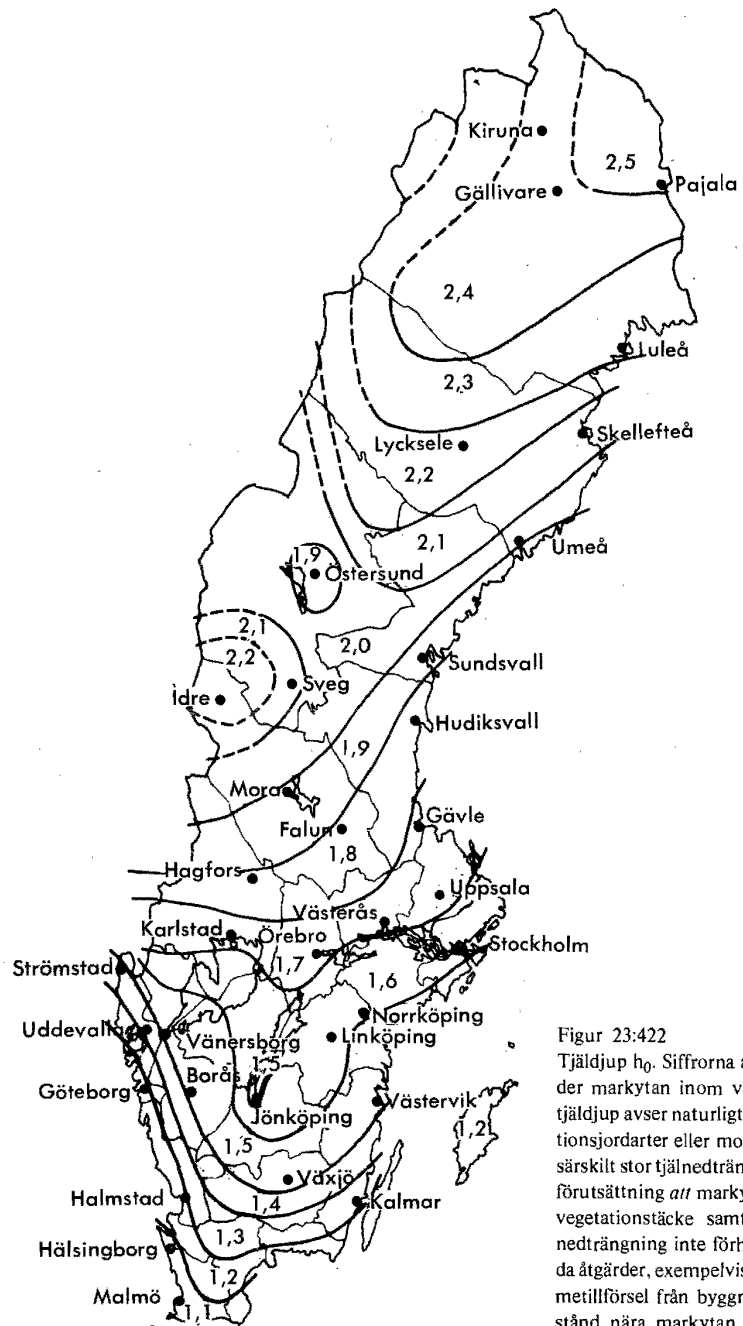 Kiruna
2,5
Pajala
Gällivare
2,4
Luleå
2,3
Lycksele
Skellefteå
2,2
2,1
Umeå
1,9
Östersund
2,1
2,0
2,2
Sundsvall
Sveg
Idre
Hudiksvall
1,9
Mora
Gävle
Falun
1,8
Hagfors
Uppsala
Västerås
Karlstad
Örebro
Stockholm
Strömstad
1,7
1,6
Norrköping
Uddevalla
Vänersborg
Linköping
1,5
Göteborg
Borås
Jönköping
Västervik
1,2
1,5
Växjö
1,4
Halmstad
Kalmar
1,3
Hälsingborg
1,2
Malmö
1,1
Figur 23:422
Tjäldjup h₀. Siffrorna a
der markytan inom v
tjäldjup avser naturligt
tionsjordarter eller mo
särskilt stor tjälnedträn
förutsättning att marky
vegetationstäcke samt
nedträngning inte förh
da åtgärder, exempelvis
metillförsel från byggn
stånd nära markytan